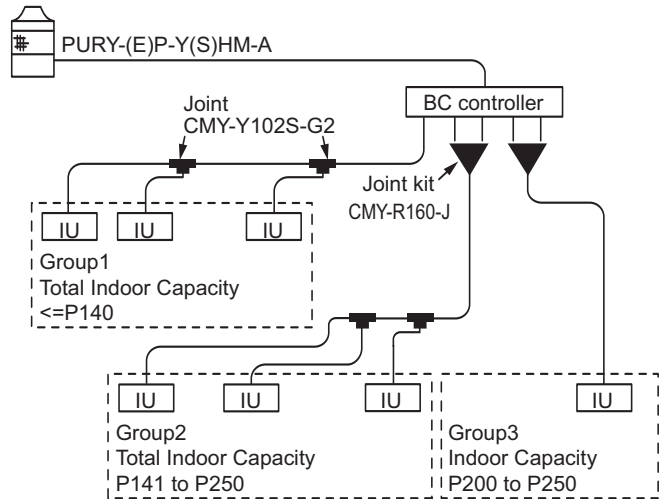 PURY-(E)P-Y(S)HM-A
BC controller
Joint
CMY-Y102S-G2
Joint kit
CMY-R160-J
IU
IU
IU
Group1
Total Indoor Capacity
<=P140
IU
IU
IU
Group2
Total Indoor Capacity
P141 to P250
IU
Group3
Indoor Capacity
P200 to P250